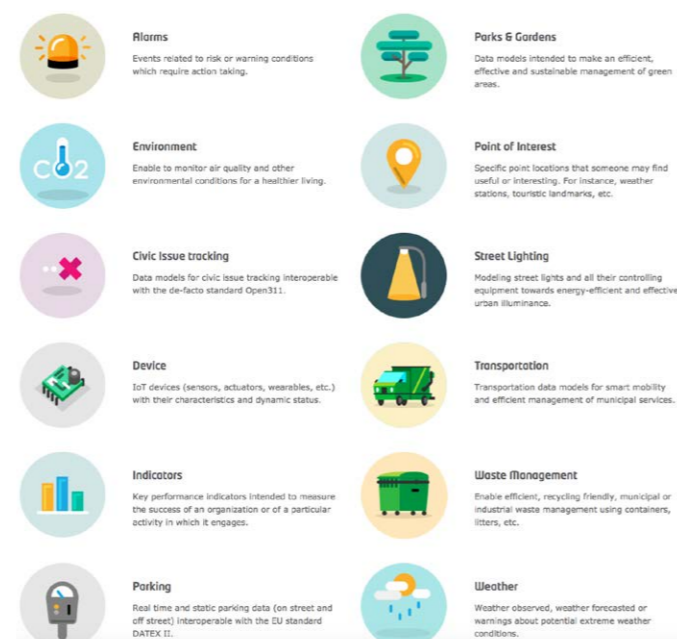 Alarms
Events related to risk or warning conditions
which require action taking.
Parks & Gardens
Data models intended to make an efficient,
effective and sustainable management of green
areas.
CO2
Environment
Enable to monitor air quality and other
environmental conditions for a healthier living.
Point of Interest
Specific point locations that someone may find
useful or interesting. For instance, weather
stations, touristic landmarks, etc.
Civic Issue tracking
Data models for civic issue tracking interoperable
with the de-facto standard Open311.
Street Lighting
Modeling street lights and all their controlling
equipment towards energy-efficient and effective
urban illuminance.
Device
IoT devices (sensors, actuators, wearables, etc.)
with their characteristics and dynamic status.
Transportation
Transportation data models for smart mobility
and efficient management of municipal services.
Indicators
Key performance indicators intended to measure
the success of an organization or of a particular
activity in which it engages.
Waste Management
Enable efficient, recycling friendly, municipal or
industrial waste management using containers,
litters, etc.
Parking
Real time and static parking data (on street and
off street) interoperable with the EU standard
DATEX II.
Weather
Weather observed, weather forecasted or
warnings about potential extreme weather
conditions.